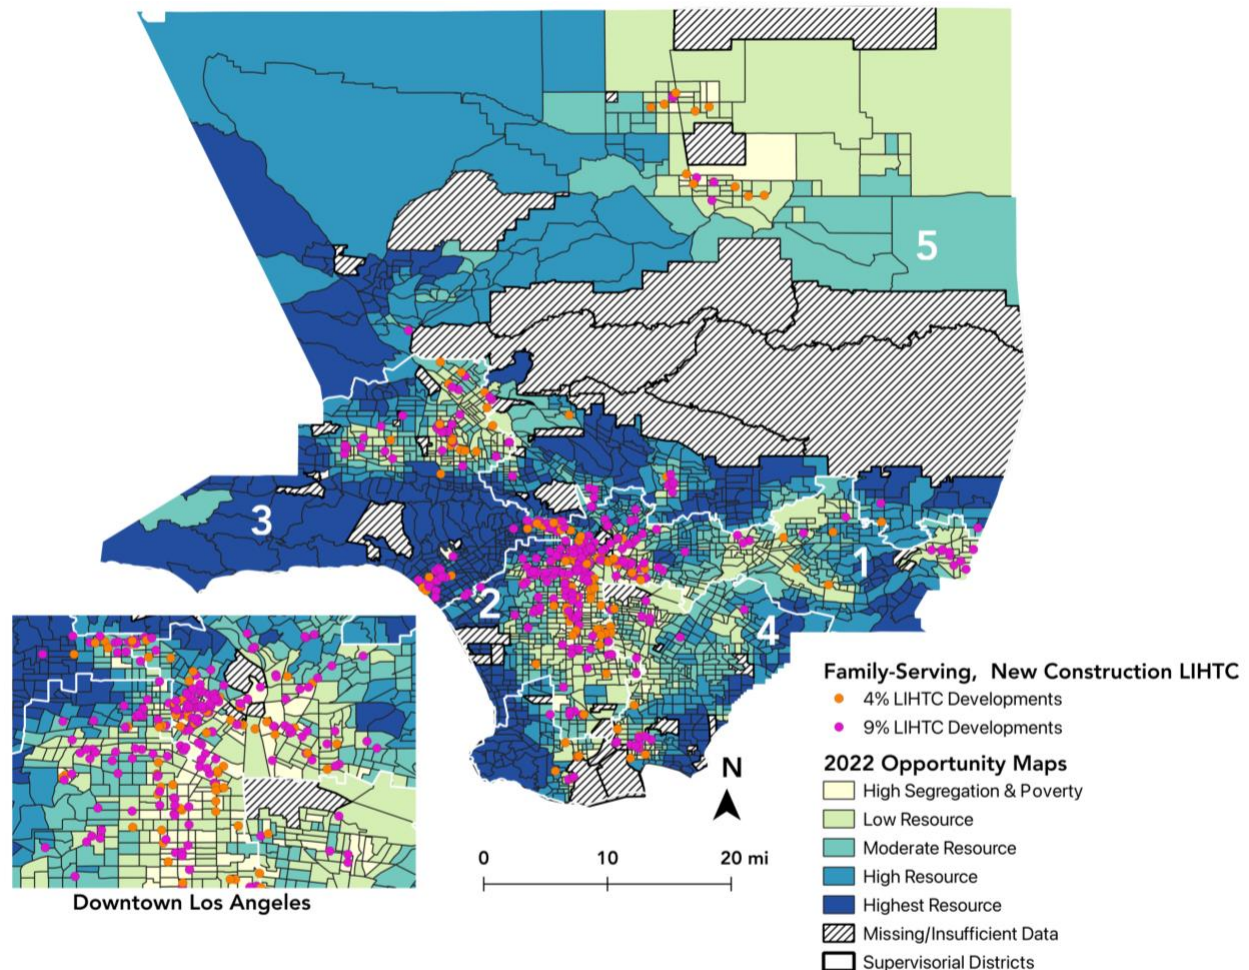 5
3
1
2
4
Family-Serving, New Construction LIHTC
4% LIHTC Developments
9% LIHTC Developments
2022 Opportunity Maps
High Segregation & Poverty
Low Resource
Moderate Resource
High Resource
Highest Resource
Missing/Insufficient Data
Supervisorial Districts
N
0 10 20 mi
Downtown Los Angeles